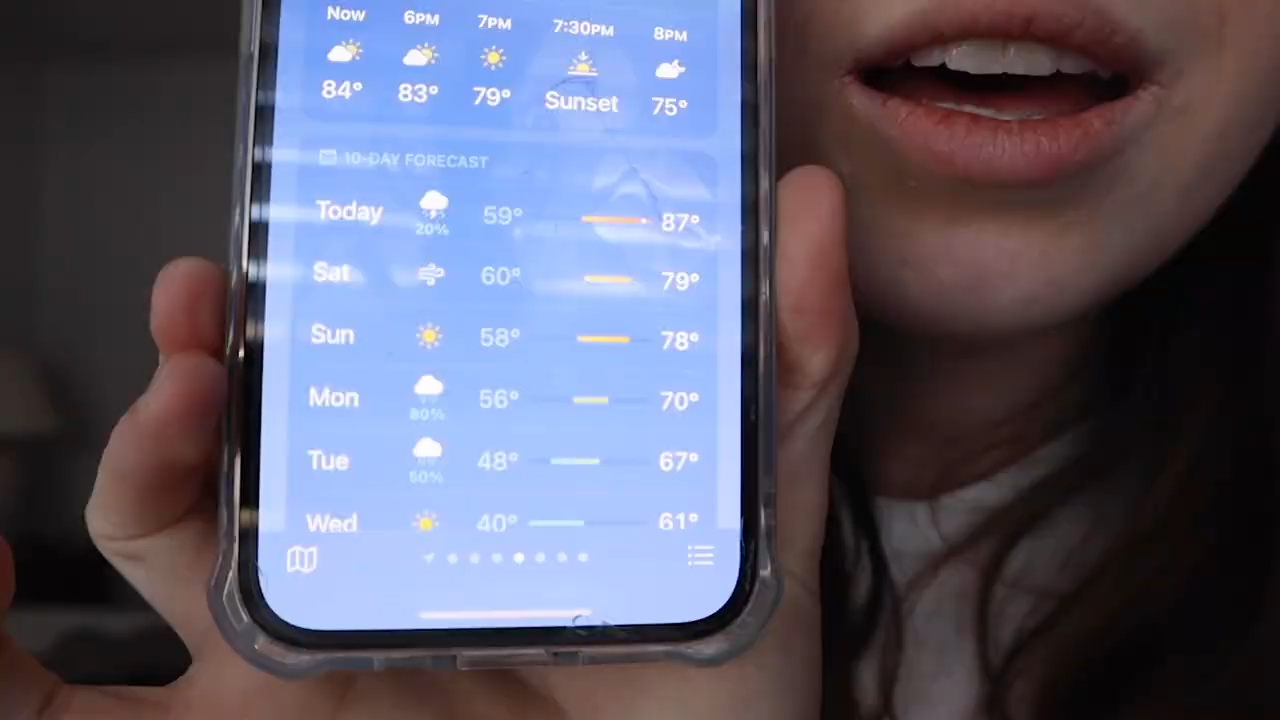 Now 6PM 7PM 7:30PM 8PM
84° 83° 79° Sunset 75°
10-DAY FORECAST
Today 20% 59° 87°
Sat 60° 79°
Sun 58° 78°
Mon 80% 56° 70°
Tue 50% 48° 67°
Wed 40° 61°